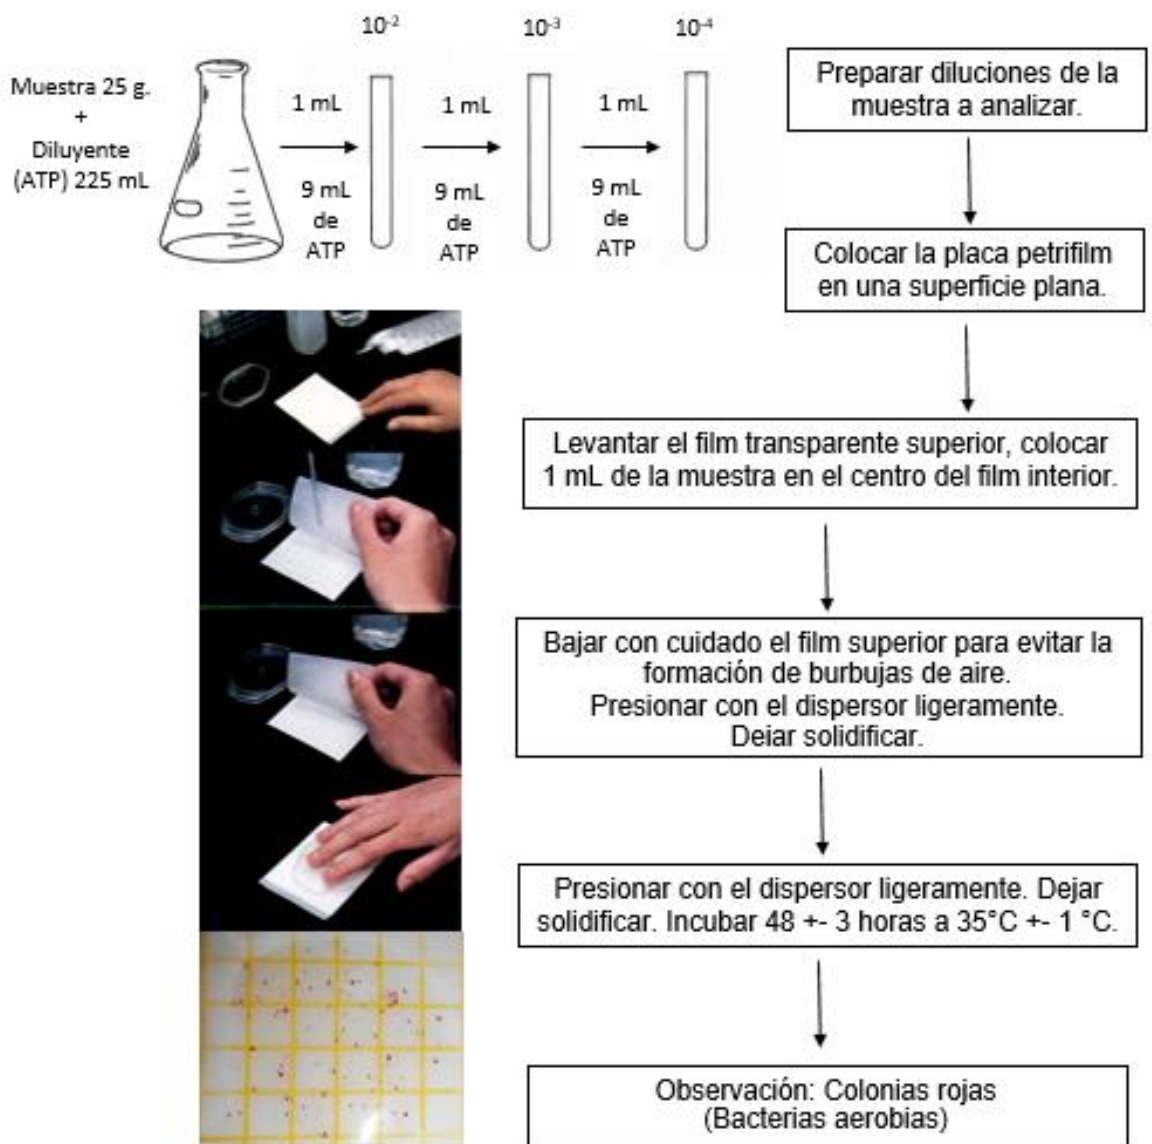 Muestra 25 g.
+
Diluyente
(ATP) 225 mL
1 mL
9 mL
de
ATP
10⁻²
1 mL
9 mL
de
ATP
10⁻³
1 mL
9 mL
de
ATP
10⁻⁴
Preparar diluciones de la
muestra a analizar.
Colocar la placa petrifilm
en una superficie plana.
Levantar el film transparente superior, colocar
1 mL de la muestra en el centro del film interior.
Bajar con cuidado el film superior para evitar la
formación de burbujas de aire.
Presionar con el dispersor ligeramente.
Deiar solidificar.
Presionar con el dispersor ligeramente. Dejar
solidificar. Incubar 48 +- 3 horas a 35°C +- 1 °C.
Observación: Colonias rojas
(Bacterias aerobias)